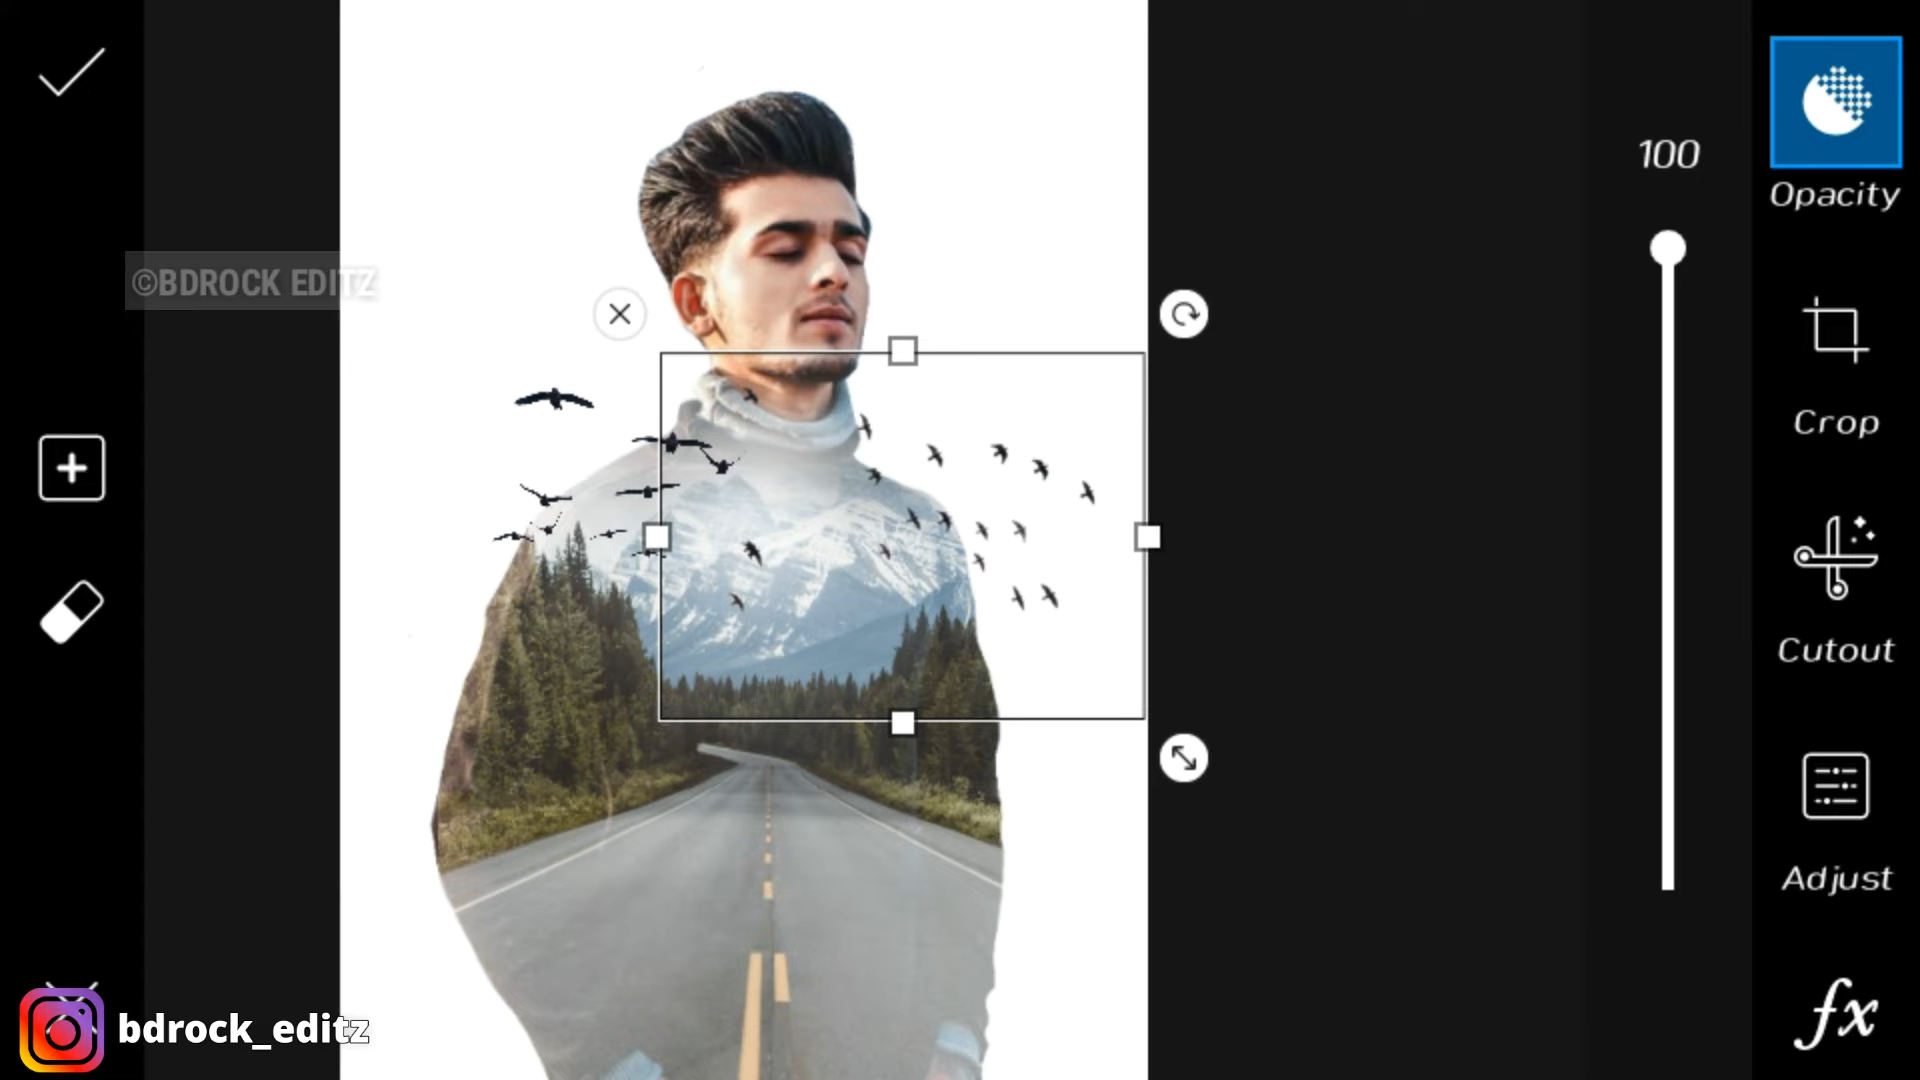 100
Opacity
©BDROCK EDITZ
Crop
Cutout
Adjust
fx
bdrock_editz